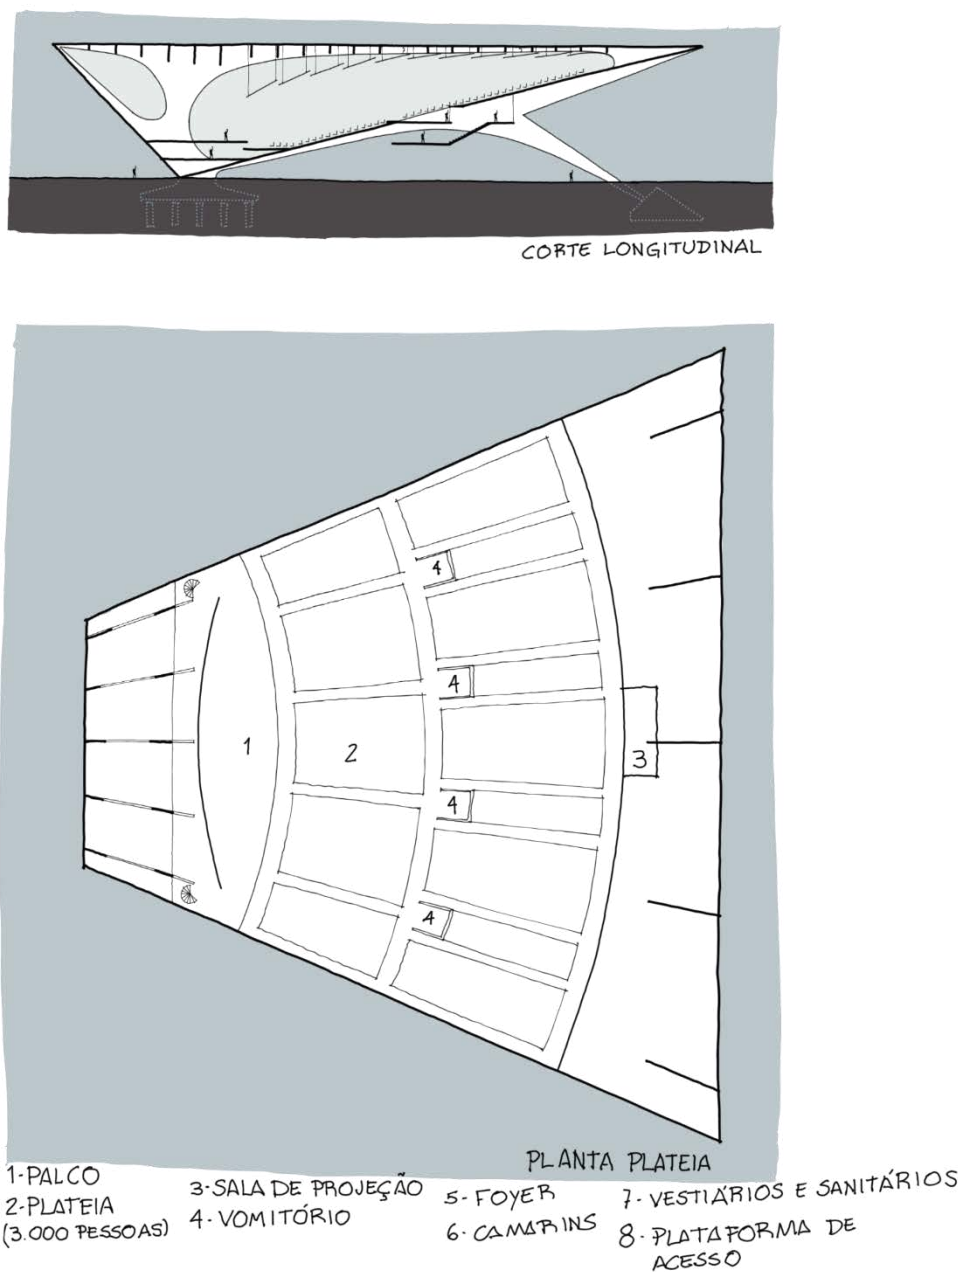 CORTE LONGITUDINAL
4
4
1
2
3
4
4
PLANTA PLATEIA
1-PALCO
2-PLATEIA
(3.000 PESSOAS)
3-SALA DE PROJEÇÃO
4-VOMITÓRIO
5-FOYER
6-CAMARINS
7-VESTIÁRIOS E SANITÁRIOS
8-PLATAFORMA DE
ACESSO